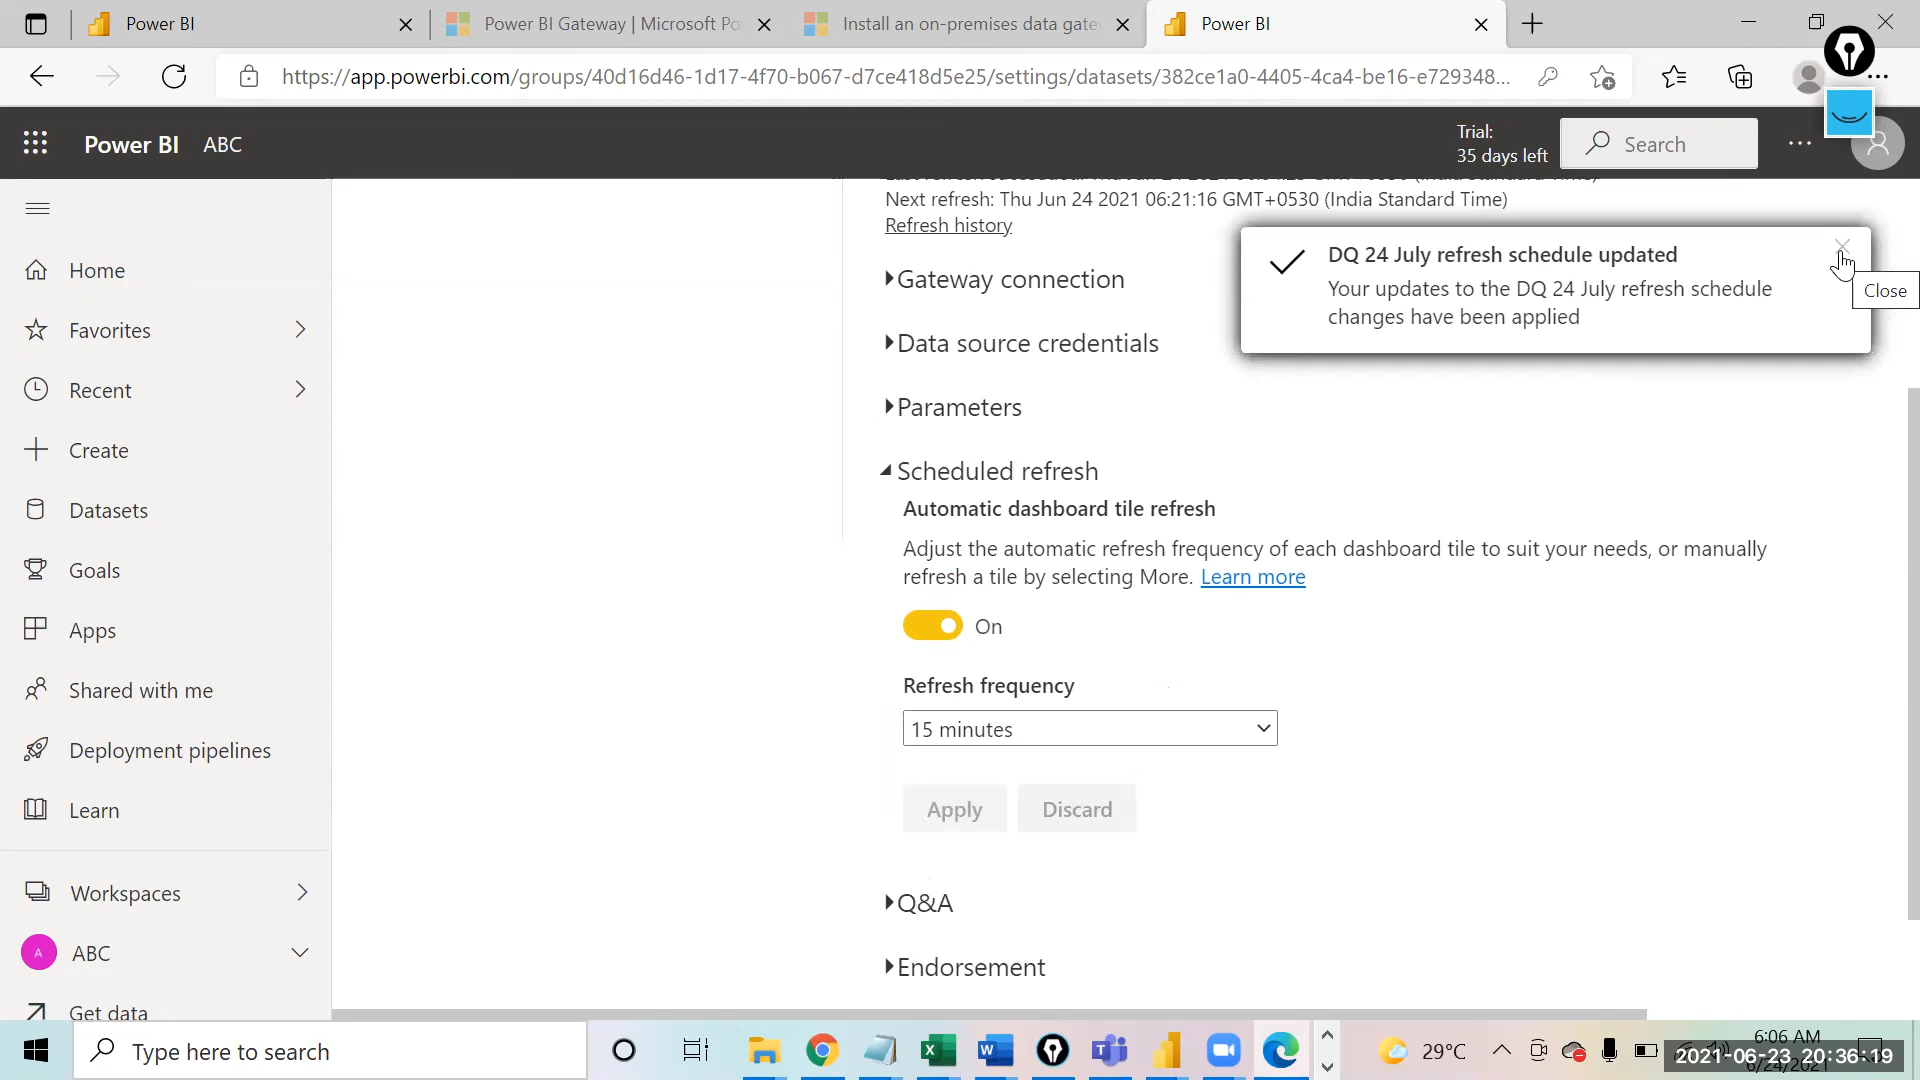 Power BI
Power BI Gateway | Microsoft Po
Install an on-premises data gate
Power BI
https://app.powerbi.com/groups/40d16d46-1d17-4f70-b067-d7ce418d5e25/settings/datasets/382ce1a0-4405-4ca4-be16-e729348...
Power BI ABC
Trial:
35 days left
Search
Next refresh: Thu Jun 24 2021 06:21:16 GMT+0530 (India Standard Time)
Refresh history
DQ 24 July refresh schedule updated
Your updates to the DQ 24 July refresh schedule
changes have been applied
Close
Home
Favorites
Recent
Create
Datasets
Goals
Apps
Shared with me
Deployment pipelines
Learn
Workspaces
A ABC
Get data
Gateway connection
Data source credentials
Parameters
Scheduled refresh
Automatic dashboard tile refresh
Adjust the automatic refresh frequency of each dashboard tile to suit your needs, or manually
refresh a tile by selecting More. Learn more
On
Refresh frequency
15 minutes
Apply Discard
Q&A
Endorsement
Type here to search
29°C
6:06 AM
2021-06-23 20:36:19